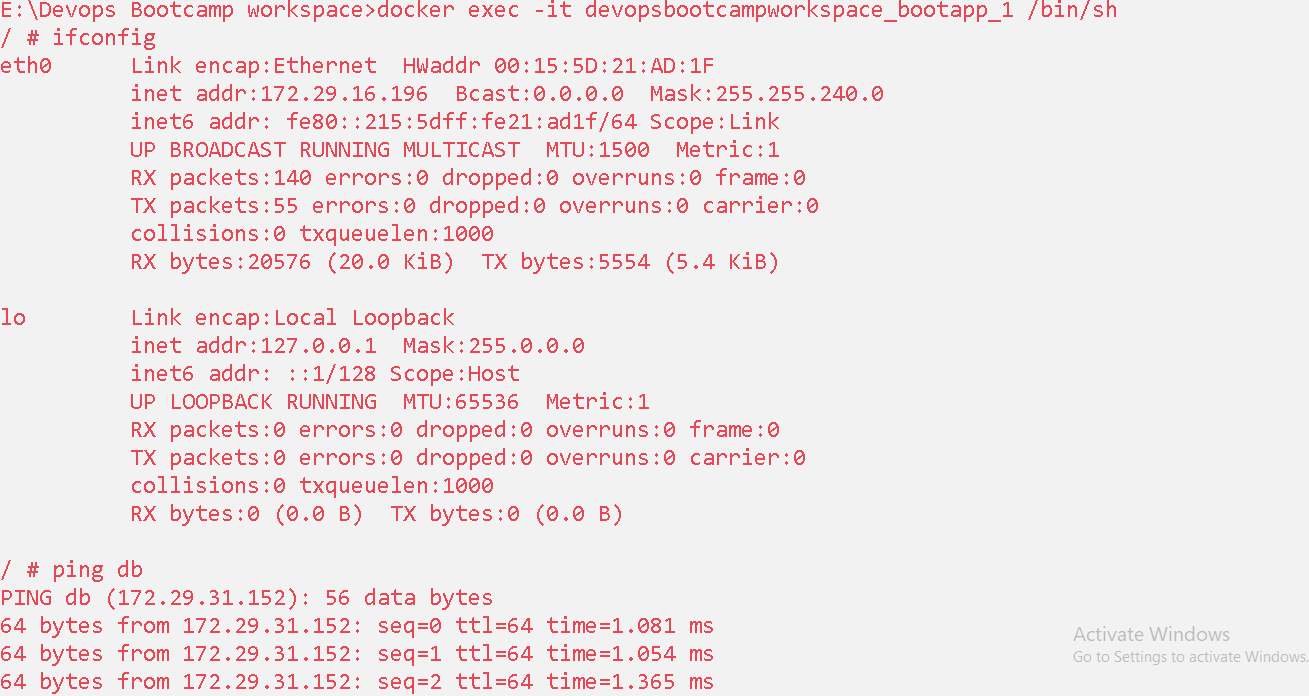 E:\Devops Bootcamp workspace>docker exec -it devopsbootcampworkspace_bootapp_1 /bin/sh
/ # ifconfig
eth0      Link encap:Ethernet  HWaddr 00:15:5D:21:AD:1F
          inet addr:172.29.16.196  Bcast:0.0.0.0  Mask:255.255.240.0
          inet6 addr: fe80::215:5dff:fe21:ad1f/64 Scope:Link
          UP BROADCAST RUNNING MULTICAST  MTU:1500  Metric:1
          RX packets:140 errors:0 dropped:0 overruns:0 frame:0
          TX packets:55 errors:0 dropped:0 overruns:0 carrier:0
          collisions:0 txqueuelen:1000
          RX bytes:20576 (20.0 KiB)  TX bytes:5554 (5.4 KiB)

lo        Link encap:Local Loopback
          inet addr:127.0.0.1  Mask:255.0.0.0
          inet6 addr: ::1/128 Scope:Host
          UP LOOPBACK RUNNING  MTU:65536  Metric:1
          RX packets:0 errors:0 dropped:0 overruns:0 frame:0
          TX packets:0 errors:0 dropped:0 overruns:0 carrier:0
          collisions:0 txqueuelen:1000
          RX bytes:0 (0.0 B)  TX bytes:0 (0.0 B)

/ # ping db
PING db (172.29.31.152): 56 data bytes
64 bytes from 172.29.31.152: seq=0 ttl=64 time=1.081 ms
64 bytes from 172.29.31.152: seq=1 ttl=64 time=1.054 ms
64 bytes from 172.29.31.152: seq=2 ttl=64 time=1.365 ms
Activate Windows
Go to Settings to activate Windows.